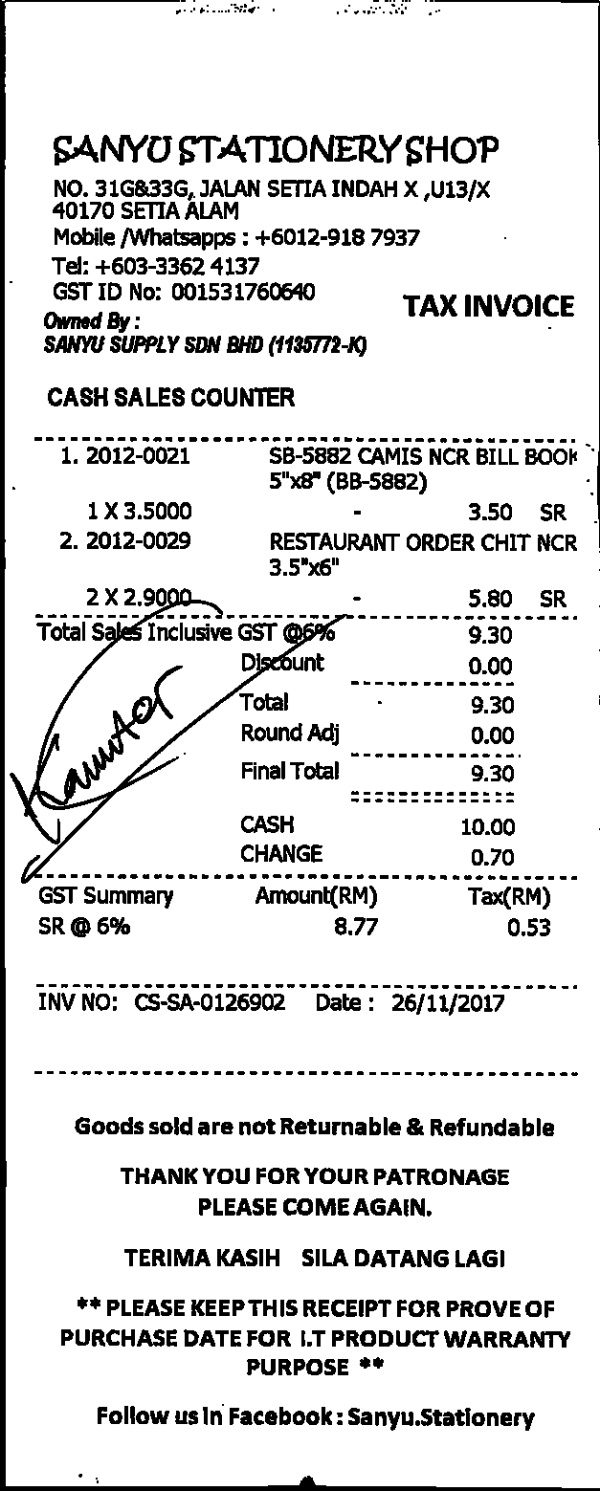 SANYU STATIONERY SHOP
NO. 31G&33G, JALAN SETIA INDAH X ,U13/X
40170 SETIA ALAM
Mobile /Whatsapps : +6012-918 7937
Tel: +603-3362 4137
GST ID No: 001531760640
TAX INVOICE
Owned By :
SANYU SUPPLY SDN BHD (1135772-K)
CASH SALES COUNTER
1. 2012-0021 SB-5882 CAMIS NCR BILL BOOK
5"x8" (BB-5882)
1 X 3.5000 - 3.50 SR
2. 2012-0029 RESTAURANT ORDER CHIT NCR
3.5"x6"
2 X 2.9000 - 5.80 SR
Total Sales Inclusive GST @6% 9.30
Discount 0.00
Total 9.30
Round Adj 0.00
Final Total 9.30
CASH 10.00
CHANGE 0.70
GST Summary Amount(RM) Tax(RM)
SR @ 6% 8.77 0.53
INV NO: CS-SA-0126902 Date : 26/11/2017
Goods sold are not Returnable & Refundable
THANK YOU FOR YOUR PATRONAGE
PLEASE COME AGAIN.
TERIMA KASIH SILA DATANG LAGI
** PLEASE KEEP THIS RECEIPT FOR PROVE OF
PURCHASE DATE FOR I.T PRODUCT WARRANTY
PURPOSE **
Follow us in Facebook : Sanyu.Stationery